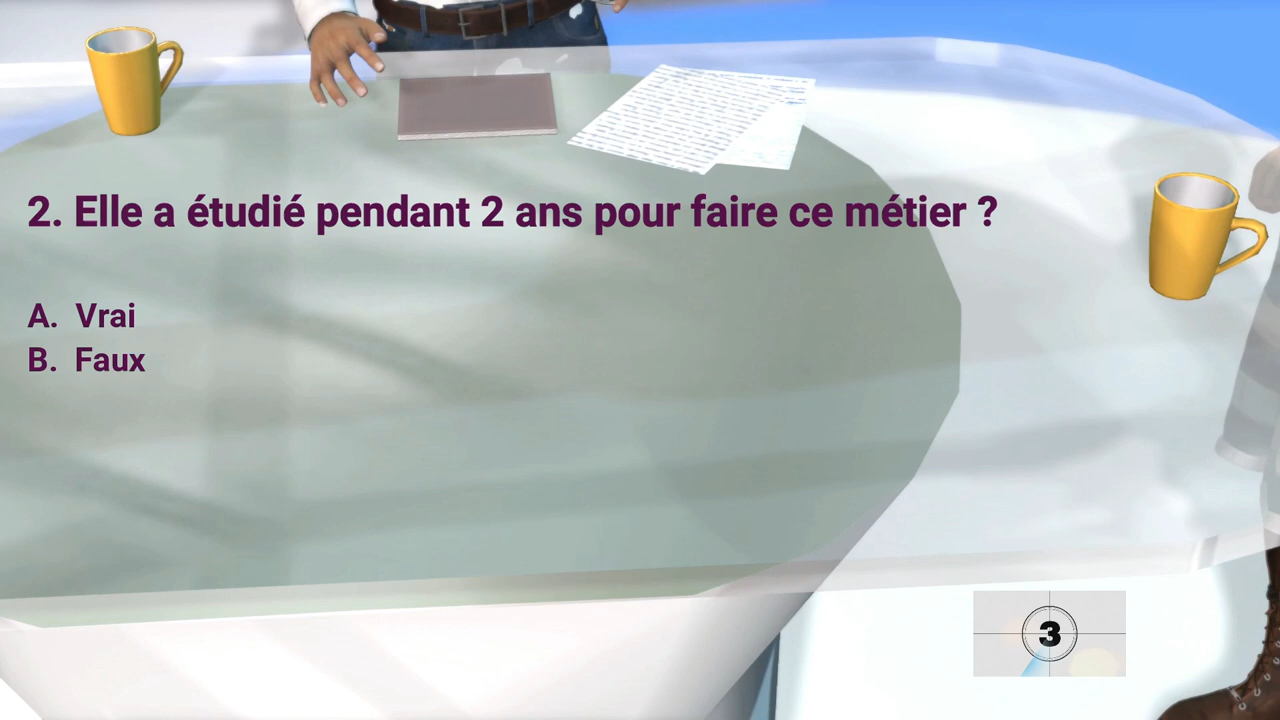 2. Elle a étudié pendant 2 ans pour faire ce métier ?
A. Vrai
B. Faux
3